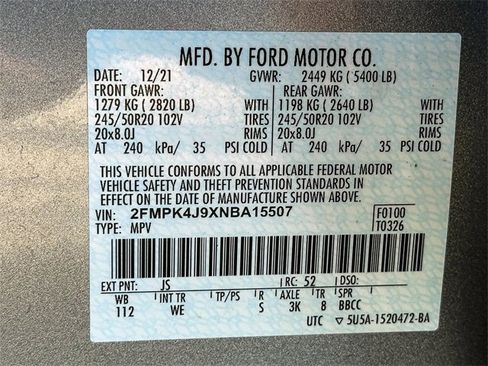 MFD. BY FORD MOTOR CO.
DATE: 12/21 GVWR: 2449 KG ( 5400 LB)
FRONT GAWR: REAR GAWR:
1279 KG ( 2820 LB) WITH 1198 KG ( 2640 LB) WITH
245/50R20 102V TIRES 245/50R20 102V TIRES
20x8.0J RIMS 20x8.0J RIMS
AT 240 kPa/ 35 PSI COLD AT 240 kPa/ 35 PSI COLD
THIS VEHICLE CONFORMS TO ALL APPLICABLE FEDERAL MOTOR
VEHICLE SAFETY AND THEFT PREVENTION STANDARDS IN
EFFECT ON THE DATE OF MANUFACTURE SHOWN ABOVE.
VIN: 2FMPK4J9XNBA15507 F0100
TYPE: MPV T0326
EXT PNT: JS RC: 52 DSO:
WB INT TR TP/PS R AXLE TR SPR
112 WE S 3K 8 BBCC
UTC ▽5U5A-1520472-BA